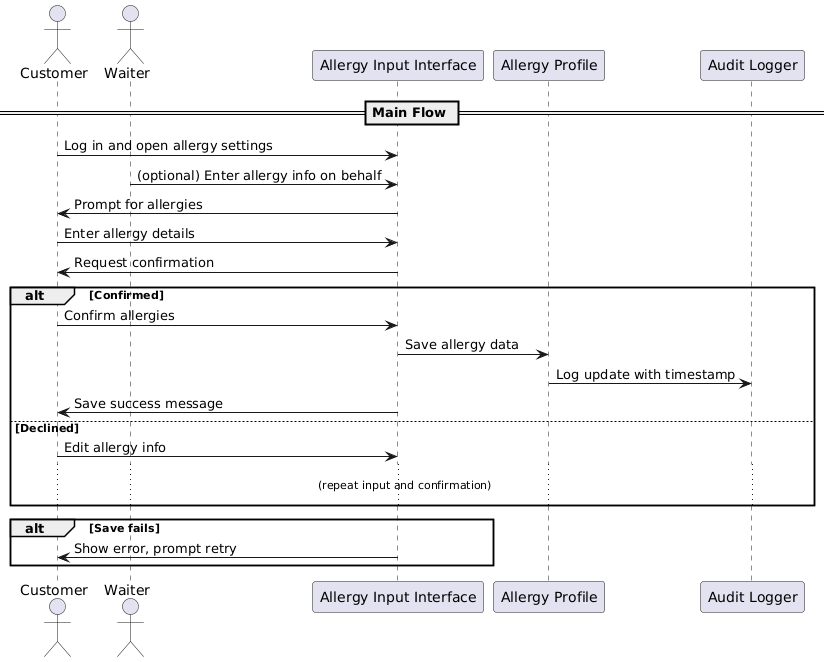 Customer Waiter Allergy Input Interface Allergy Profile Audit Logger
Main Flow
Log in and open allergy settings
(optional) Enter allergy info on behalf
Prompt for allergies
Enter allergy details
Request confirmation
alt [Confirmed]
Confirm allergies
Save allergy data
Log update with timestamp
Save success message
[Declined]
Edit allergy info
(repeat input and confirmation)
alt [Save fails]
Show error, prompt retry
Customer Waiter Allergy Input Interface Allergy Profile Audit Logger